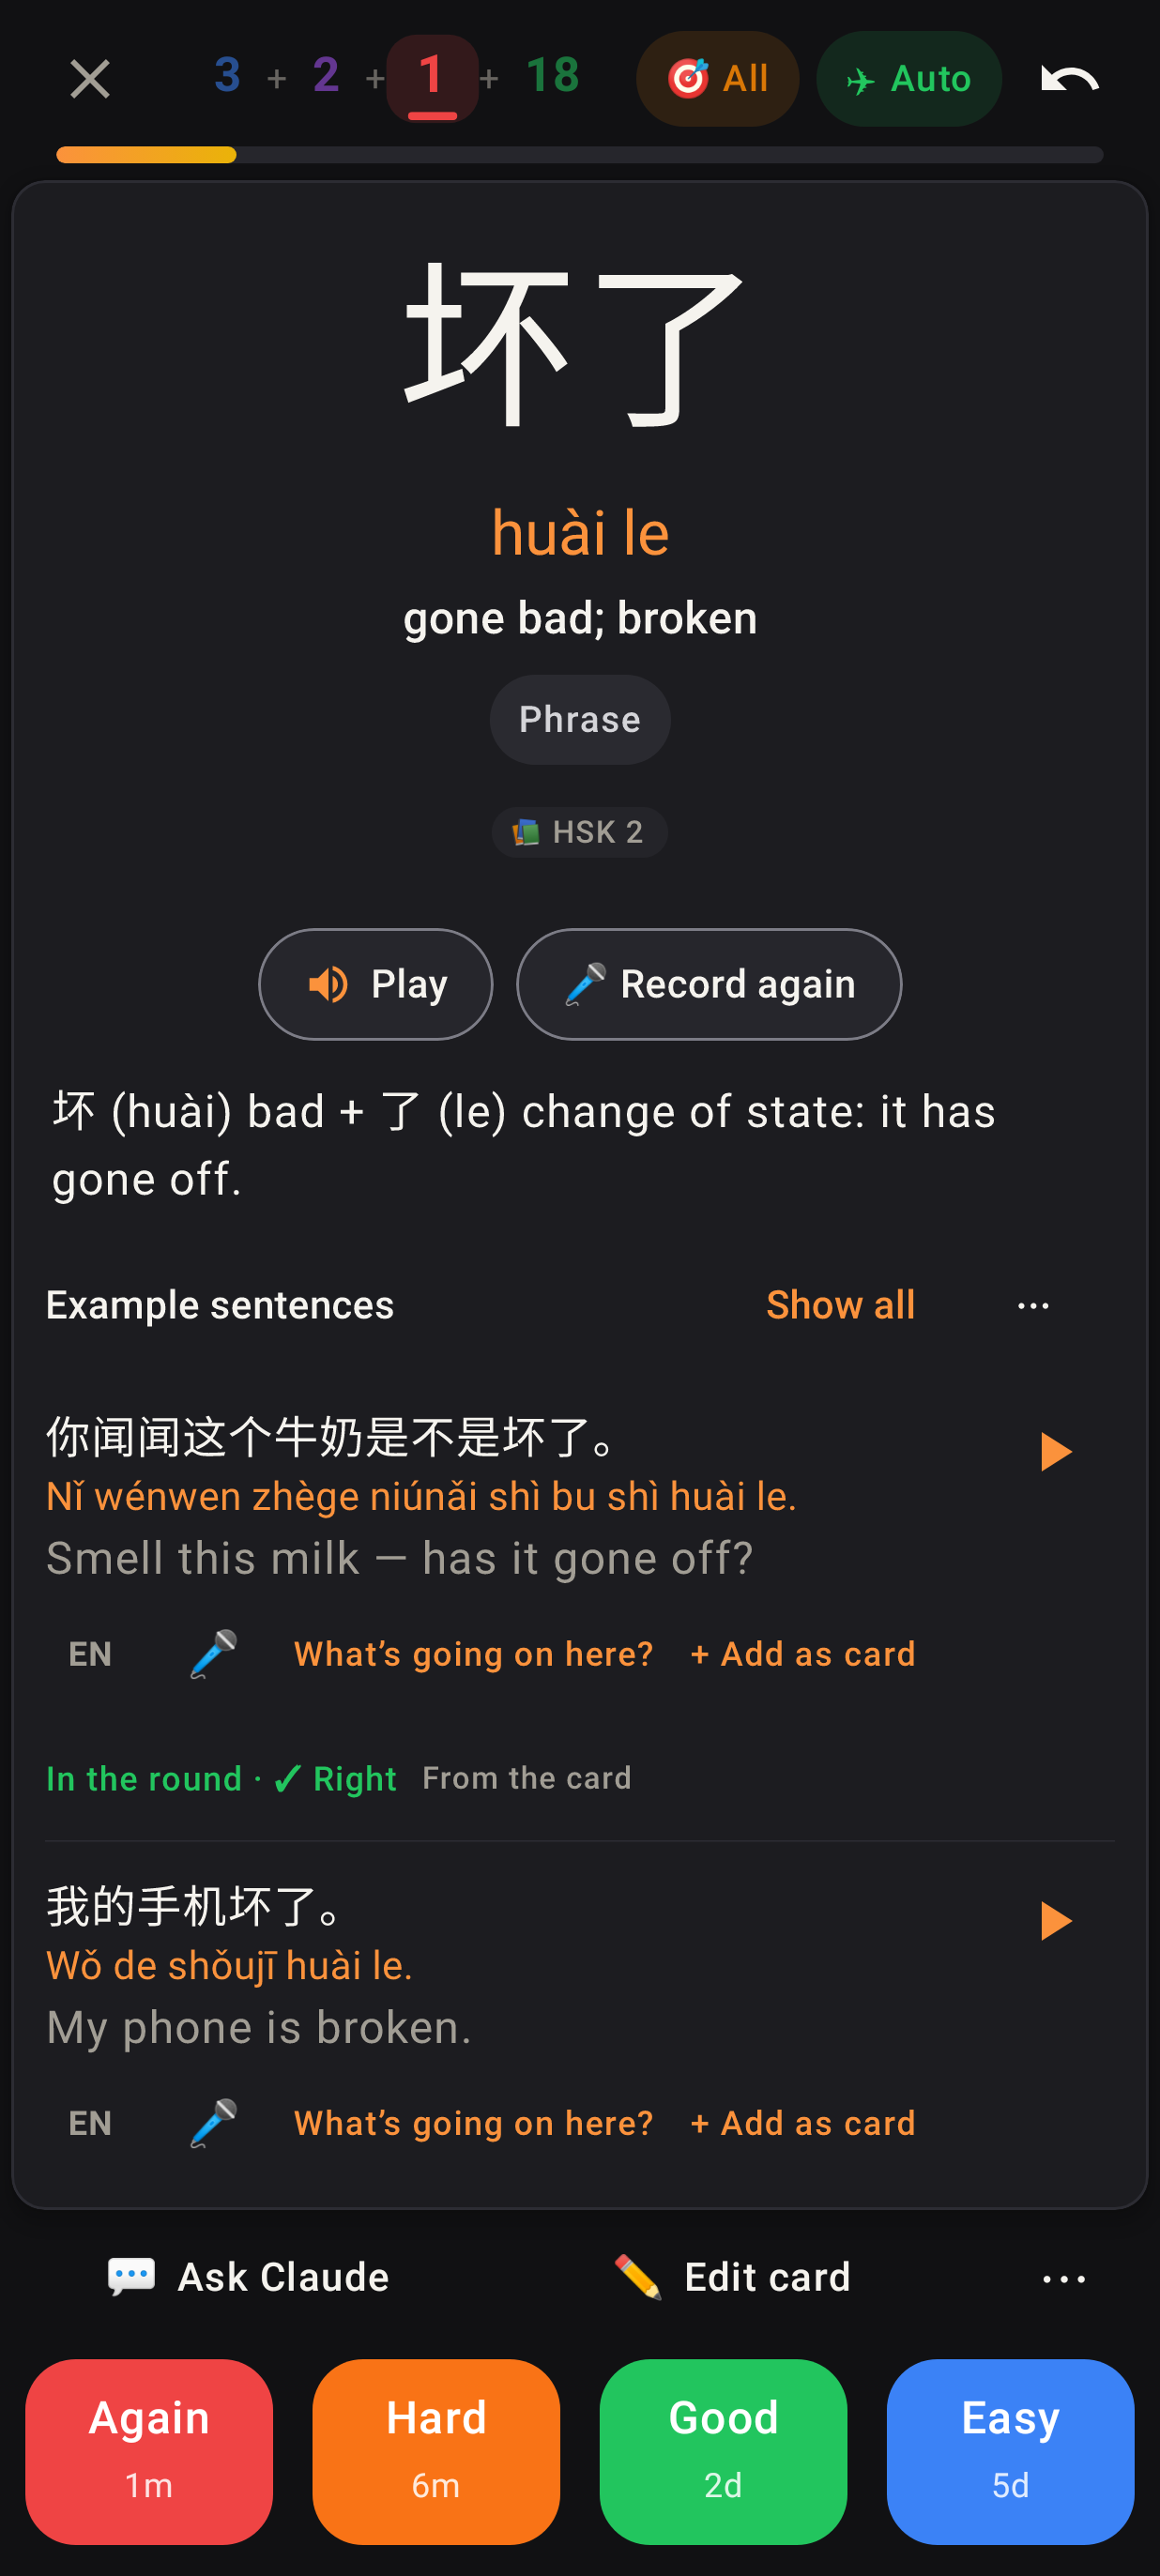 3 + 2 + 1 + 18
All
Auto
坏了
huài le
gone bad; broken
Phrase
HSK 2
Play
Record again
坏 (huài) bad + 了 (le) change of state: it has
gone off.
Example sentences
Show all
你闻闻这个牛奶是不是坏了。
Nǐ wénwen zhège niúnǎi shì bu shì huài le.
Smell this milk — has it gone off?
EN
What’s going on here?
+ Add as card
In the round · ✓ Right
From the card
我的手机坏了。
Wǒ de shǒujī huài le.
My phone is broken.
EN
What’s going on here?
+ Add as card
Ask Claude
Edit card
Again
1m
Hard
6m
Good
2d
Easy
5d